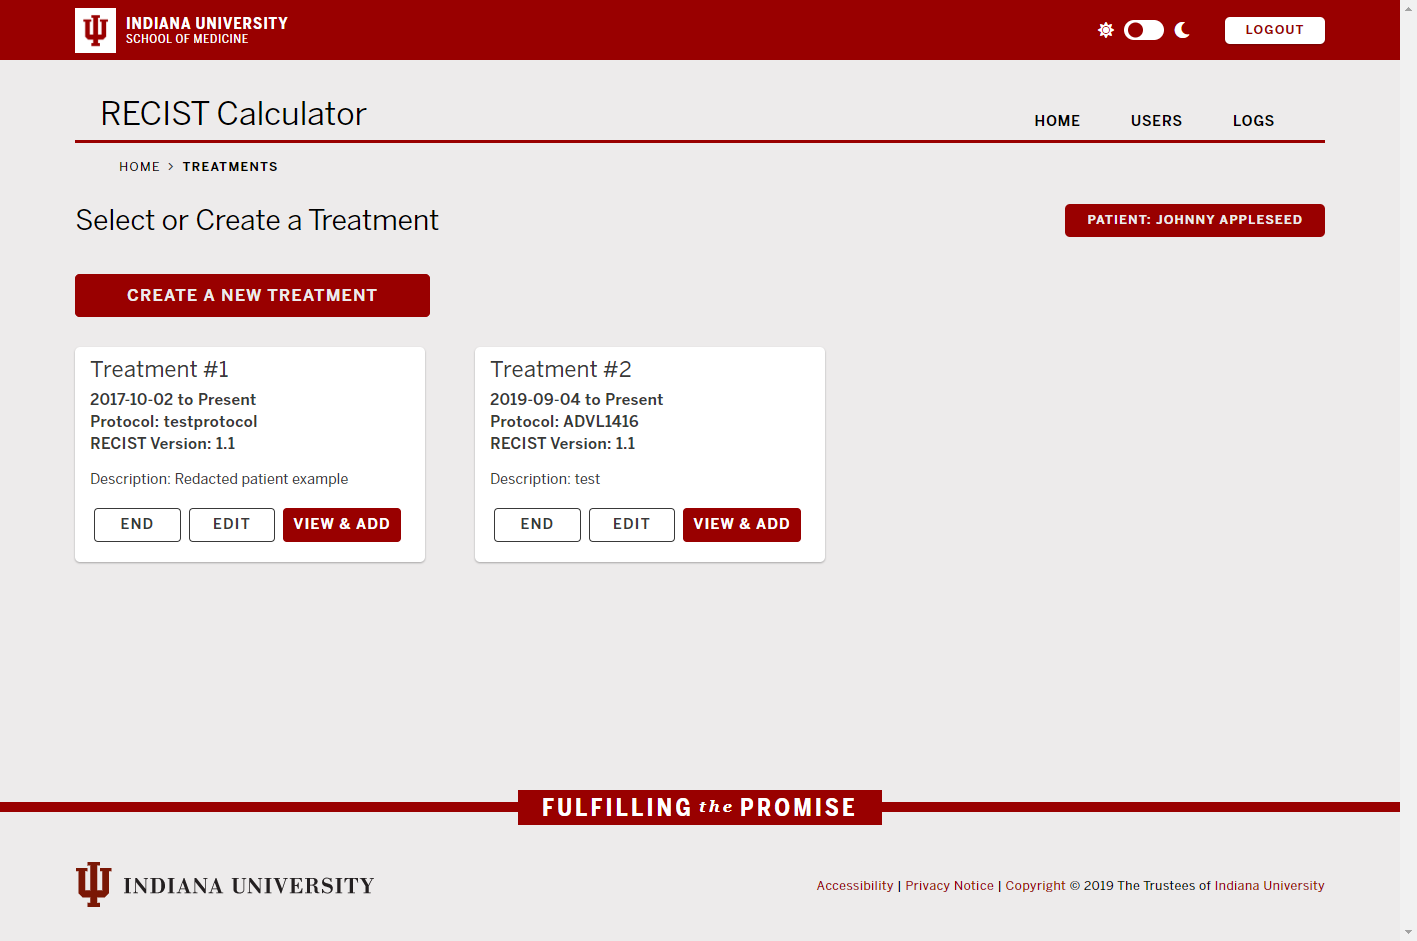 INDIANA UNIVERSITY
SCHOOL OF MEDICINE
LOGOUT
RECIST Calculator
HOME USERS LOGS
HOME > TREATMENTS
Select or Create a Treatment
PATIENT: JOHNNY APPLESEED
CREATE A NEW TREATMENT
Treatment #1
2017-10-02 to Present
Protocol: testprotocol
RECIST Version: 1.1
Description: Redacted patient example
END EDIT VIEW & ADD
Treatment #2
2019-09-04 to Present
Protocol: ADVL1416
RECIST Version: 1.1
Description: test
END EDIT VIEW & ADD
FULFILLING the PROMISE
INDIANA UNIVERSITY
Accessibility | Privacy Notice | Copyright © 2019 The Trustees of Indiana University